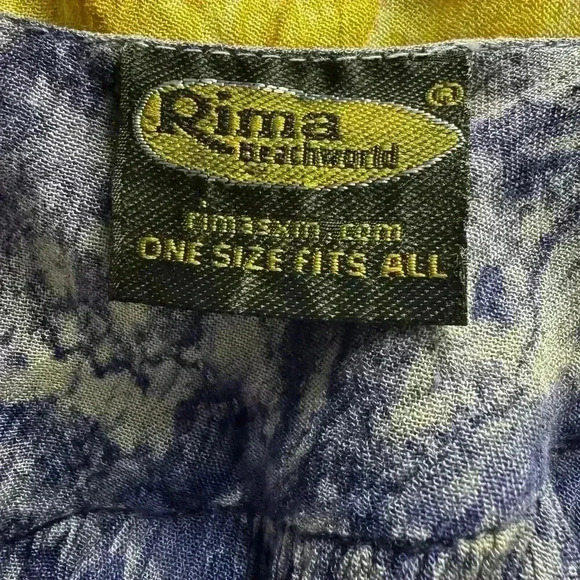 Rima ®
Beachworld
rimasxm.com
ONE SIZE FITS ALL